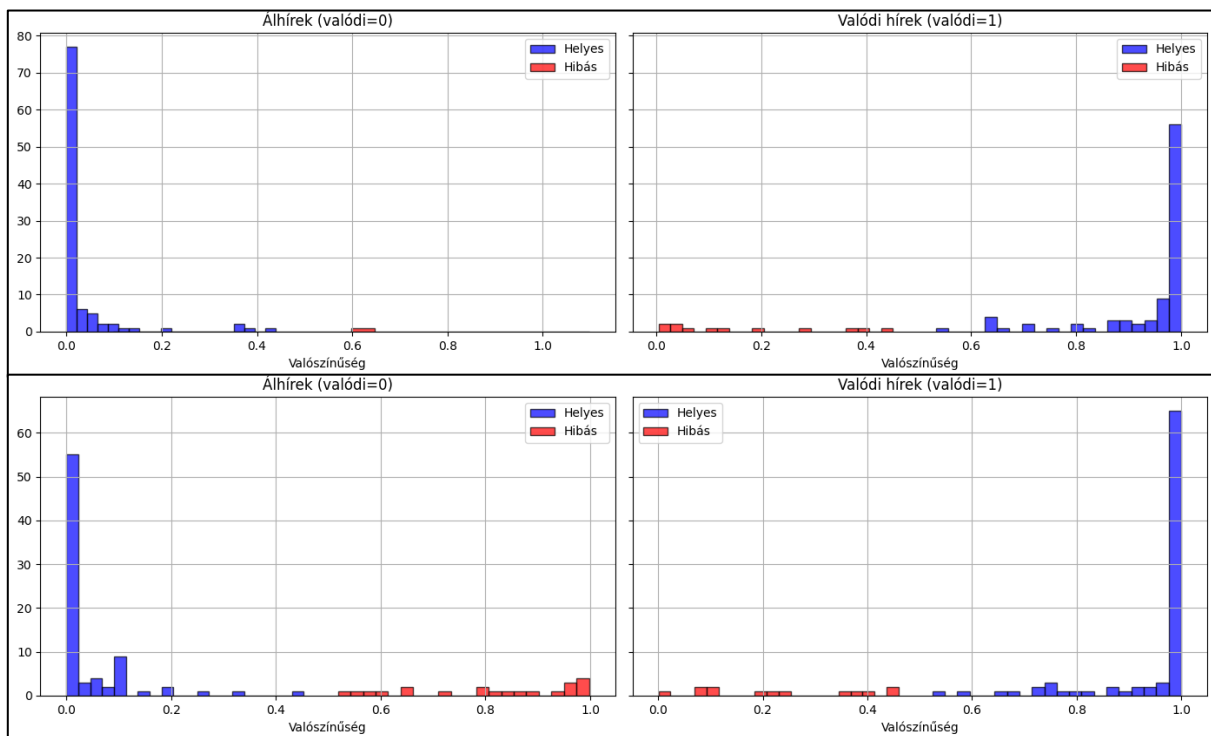 Álhírek (valódi=0)
Valódi hírek (valódi=1)
80
70
60
50
40
30
20
10
0
Helyes
Hibás
Helyes
Hibás
0.0 0.2 0.4 0.6 0.8 1.0
0.0 0.2 0.4 0.6 0.8 1.0
Valószínűség
Valószínűség
Álhírek (valódi=0)
Valódi hírek (valódi=1)
60
50
40
30
20
10
0
Helyes
Hibás
Helyes
Hibás
0.0 0.2 0.4 0.6 0.8 1.0
0.0 0.2 0.4 0.6 0.8 1.0
Valószínűség
Valószínűség